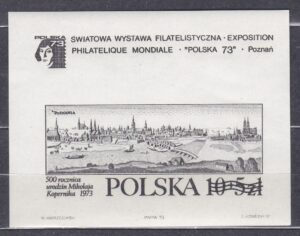 POLSKA 73
ŚWIATOWA WYSTAWA FILATELISTYCZNA · EXPOSITION
PHILATELIQUE MONDIALE · "POLSKA 73" · Poznań
500 rocznica
urodzin Mikołaja
Kopernika 1973
POLSKA 10+5 zł